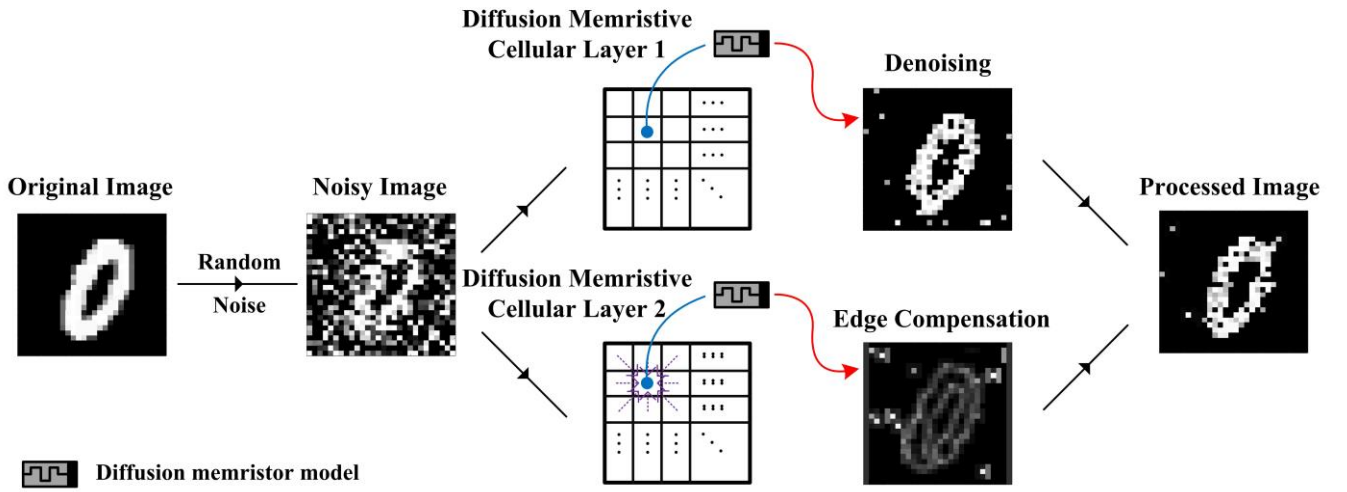 Diffusion Memristive
Cellular Layer 1
Denoising
Original Image
Noisy Image
Processed Image
Random
Noise
Diffusion Memristive
Cellular Layer 2
Edge Compensation
Diffusion memristor model